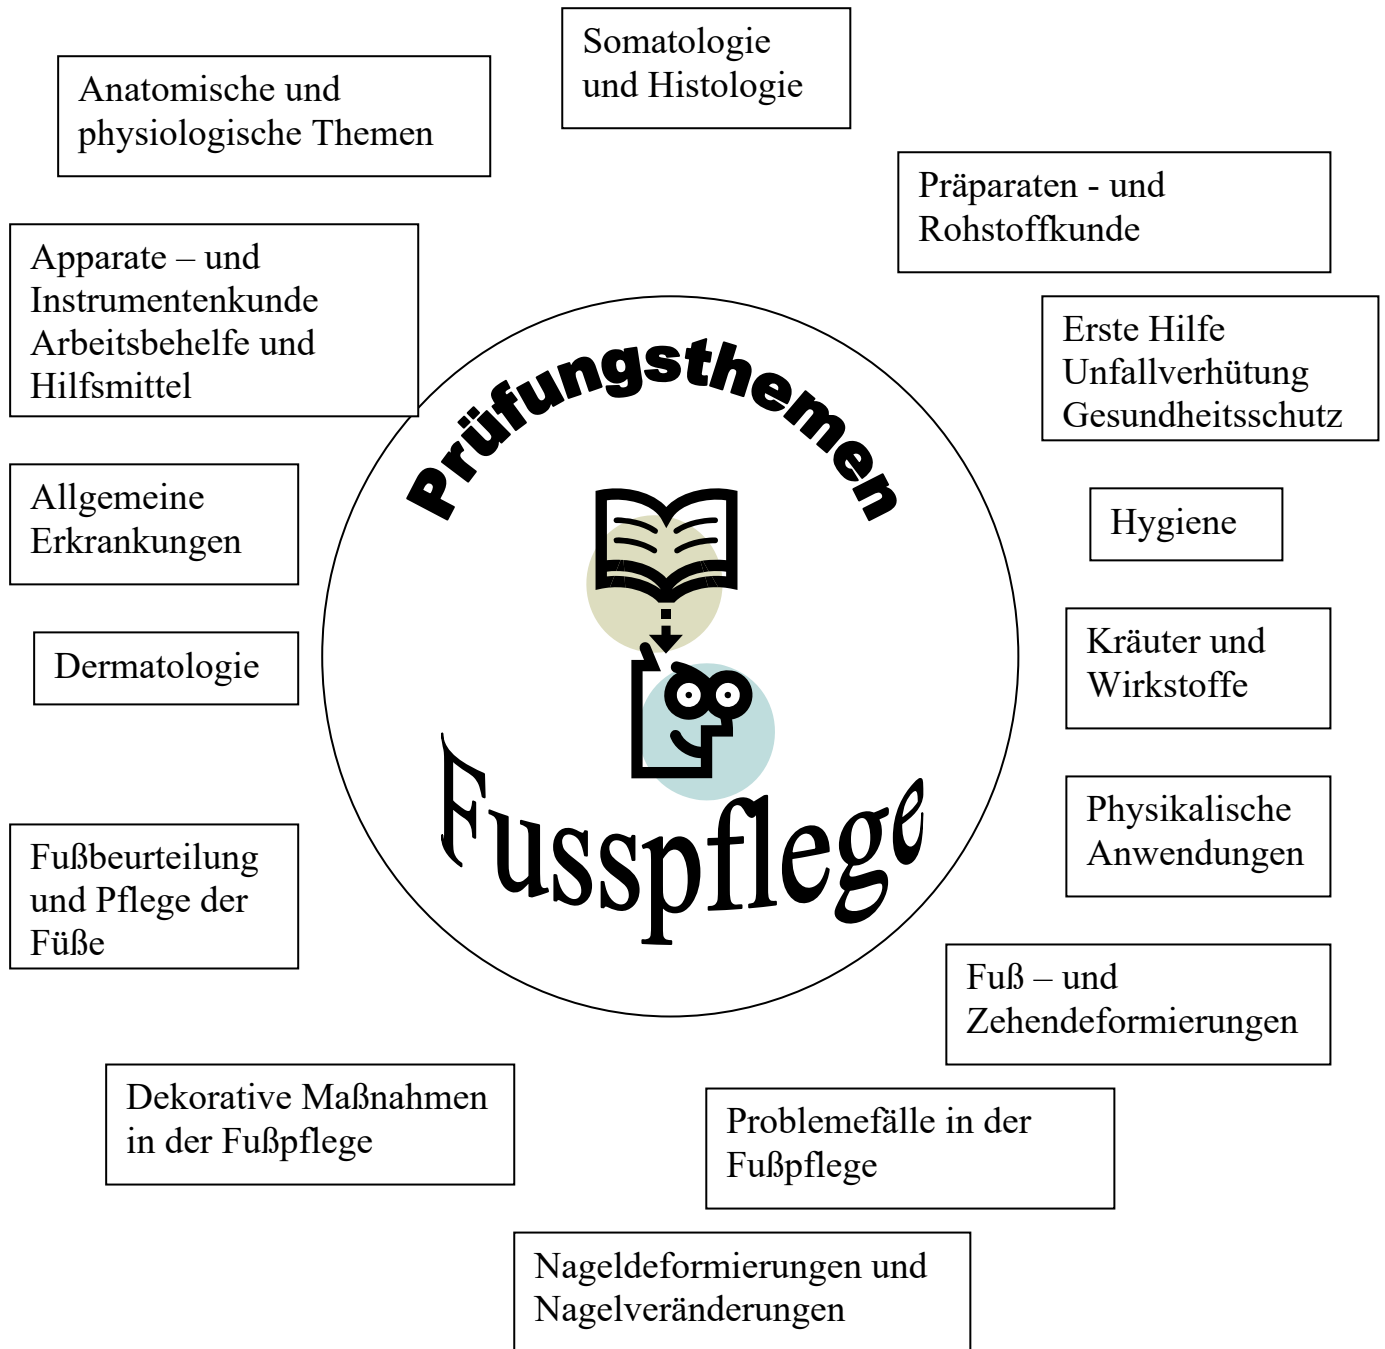 Somatologie
und Histologie
Anatomische und
physiologische Themen
Präparaten - und
Rohstoffkunde
Apparate – und
Instrumentenkunde
Arbeitsbehelfe und
Hilfsmittel
Erste Hilfe
Unfallverhütung
Gesundheitsschutz
Prüfungsthemen
Allgemeine
Erkrankungen
Hygiene
Dermatologie
Kräuter und
Wirkstoffe
Fusspflege
Physikalische
Anwendungen
Fußbeurteilung
und Pflege der
Füße
Fuß – und
Zehendeformierungen
Dekorative Maßnahmen
in der Fußpflege
Problemefälle in der
Fußpflege
Nageldeformierungen und
Nagelveränderungen